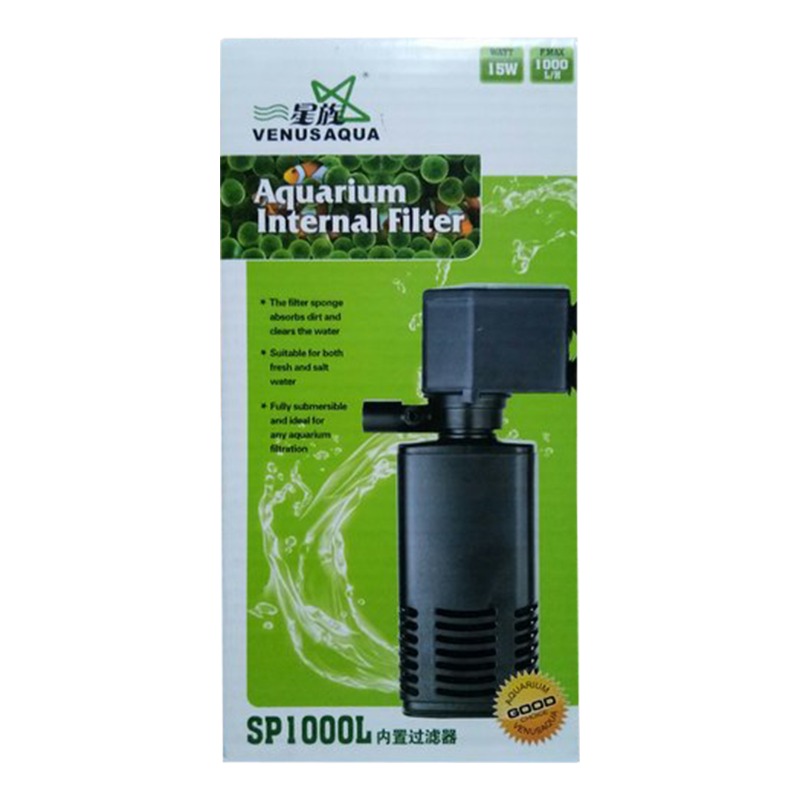 WATT
15W
F.MAX
1000
L/H
星族
VENUSAQUA
Aquarium
Internal Filter
• The filter sponge
absorbs dirt and
clears the water
• Suitable for both
fresh and salt
water
• Fully submersible
and ideal for
any aquarium
filtration
AQUARIUM
GOOD
CHOICE
VENUSAQUA
SP1000L 内置过滤器